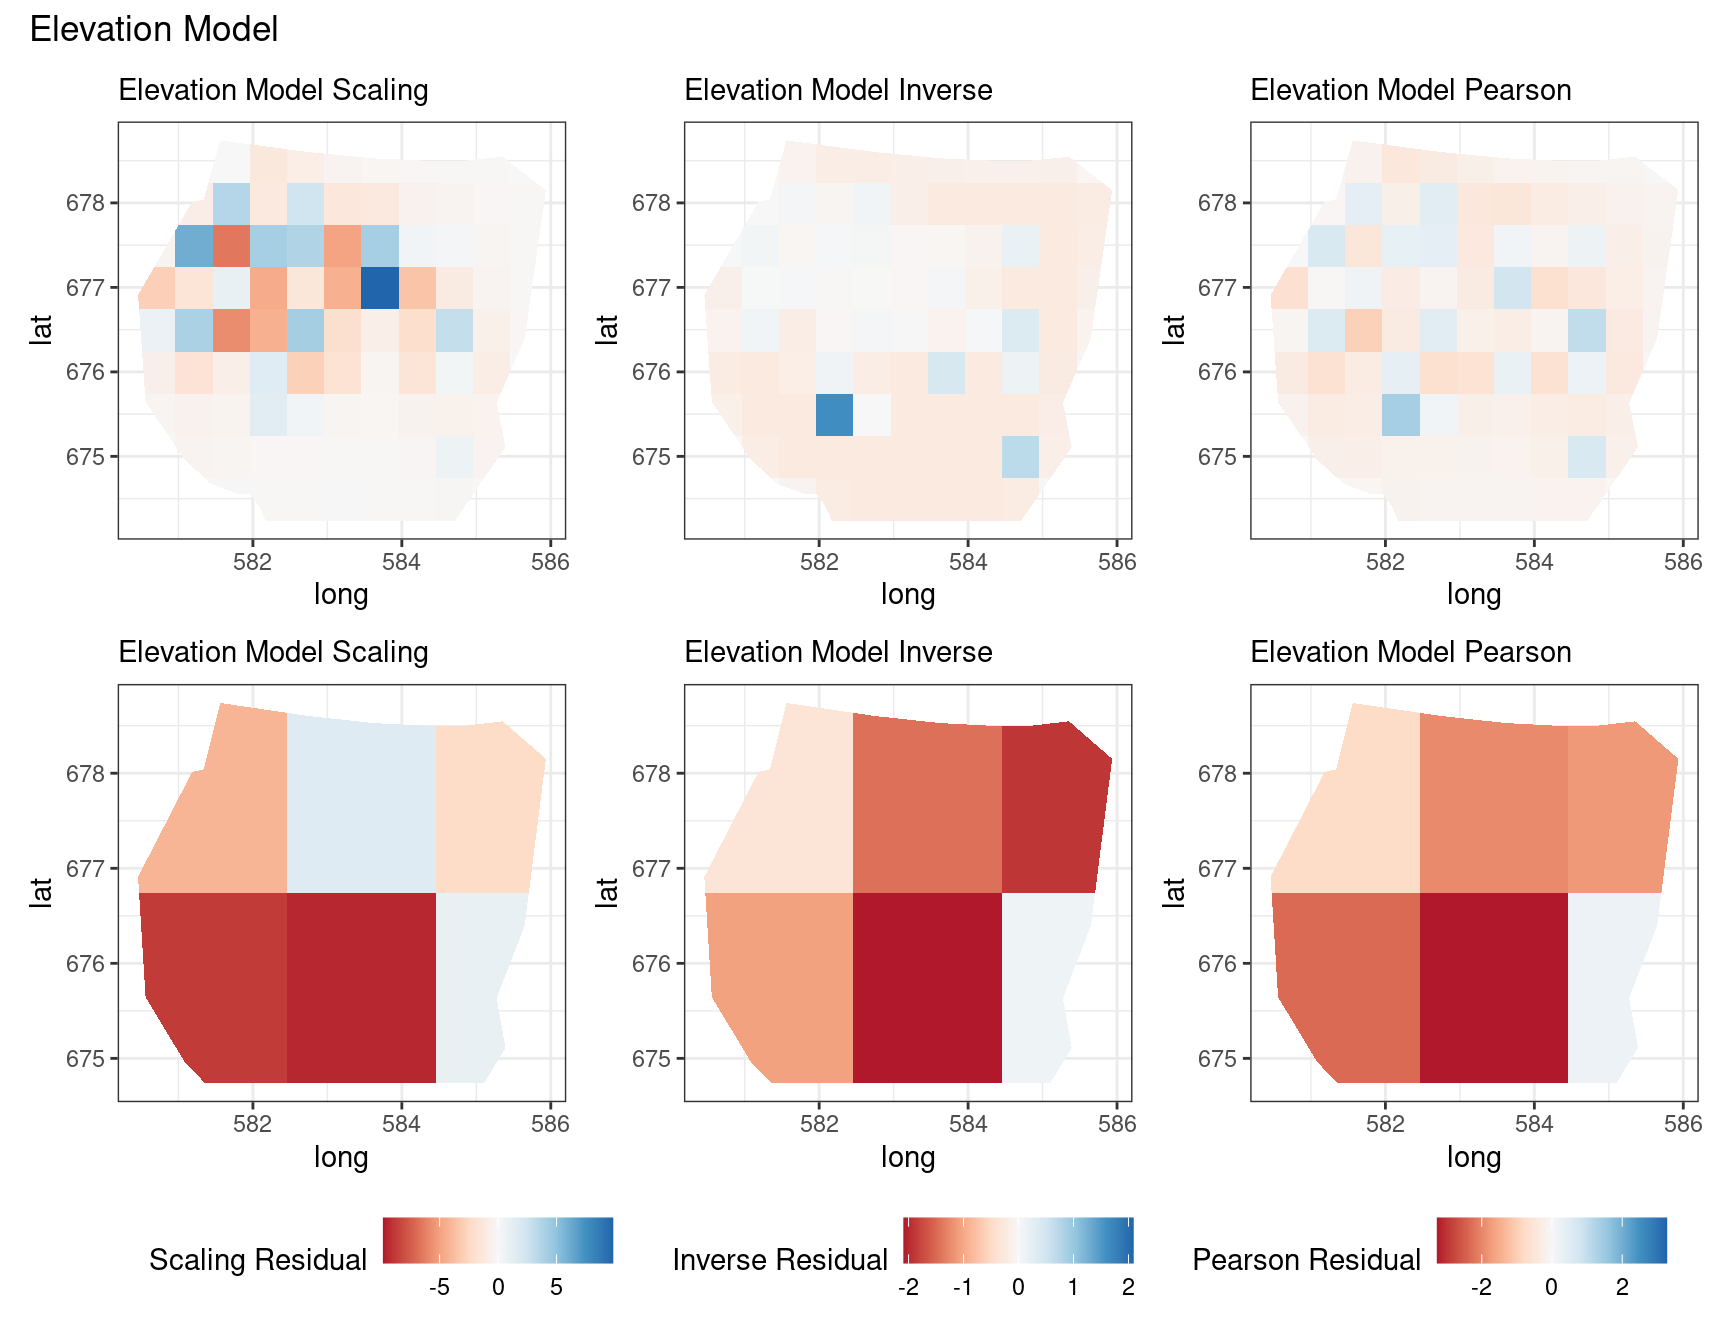 Elevation Model
Elevation Model Scaling
Elevation Model Inverse
Elevation Model Pearson
lat
678
677
676
675
582 584 586
long
lat
678
677
676
675
582 584 586
long
lat
678
677
676
675
582 584 586
long
Elevation Model Scaling
Elevation Model Inverse
Elevation Model Pearson
lat
678
677
676
675
582 584 586
long
lat
678
677
676
675
582 584 586
long
lat
678
677
676
675
582 584 586
long
Scaling Residual
-5 0 5
Inverse Residual
-2 -1 0 1 2
Pearson Residual
-2 0 2